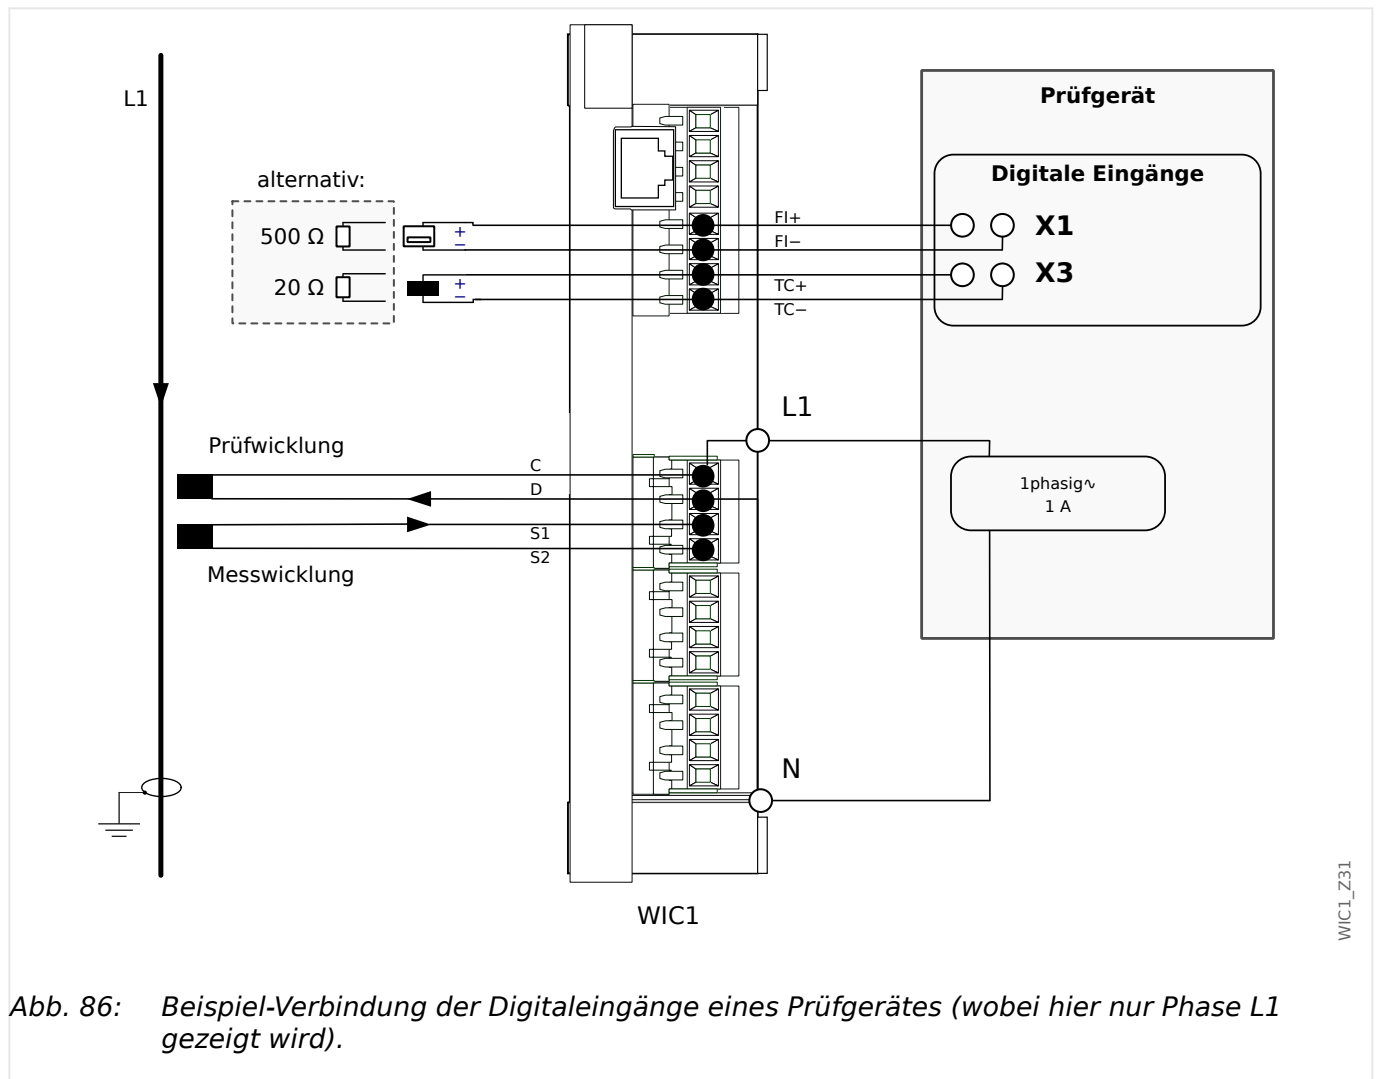 L1
Prüfgerät
Digitale Eingänge
alternativ:
500 Ω
+
−
FI+
FI−
X1
20 Ω
+
−
TC+
TC−
X3
L1
Prüfwicklung
C
D
1phasig∿
1 A
S1
S2
Messwicklung
N
WIC1
WIC1_Z31
Abb. 86: Beispiel-Verbindung der Digitaleingänge eines Prüfgerätes (wobei hier nur Phase L1
gezeigt wird).